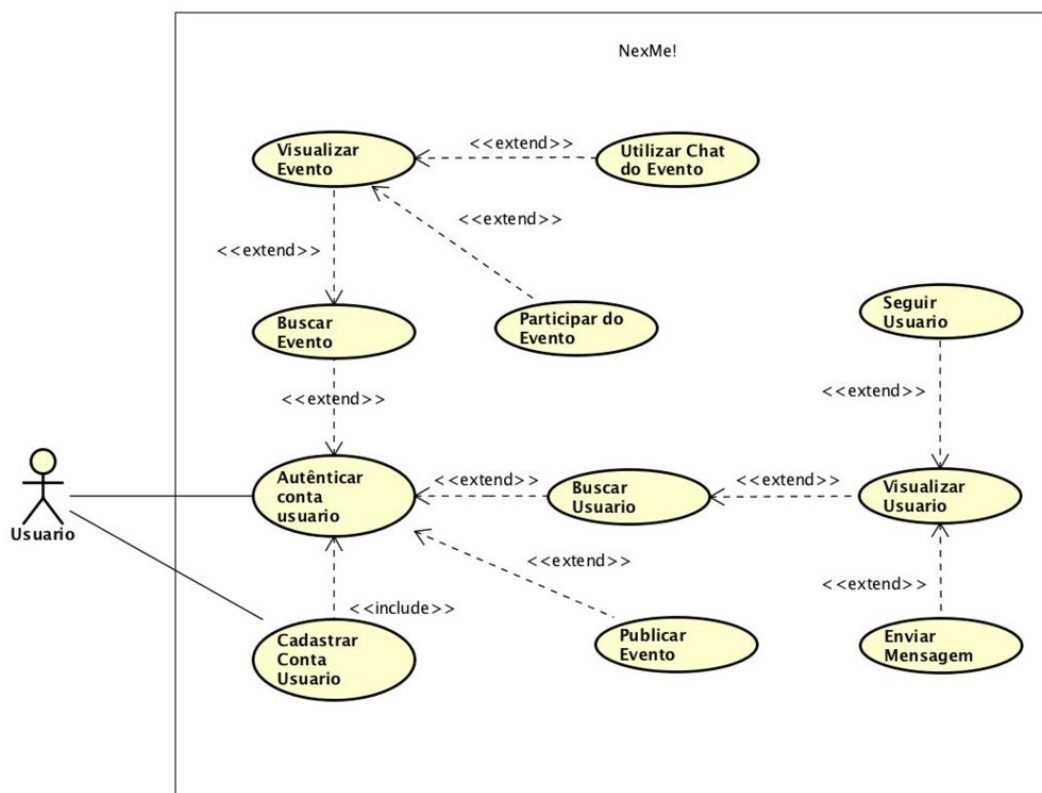 NexMe!
<<extend>>
Visualizar
Evento
Utilizar Chat
do Evento
<<extend>>
<<extend>>
Buscar
Evento
Participar do
Evento
Seguir
Usuario
<<extend>>
<<extend>>
Autênticar
conta
usuario
<<extend>>
Buscar
Usuario
<<extend>>
Visualizar
Usuario
Usuario
<<extend>>
<<extend>>
<<include>>
Cadastrar
Conta
Usuario
Publicar
Evento
Enviar
Mensagem